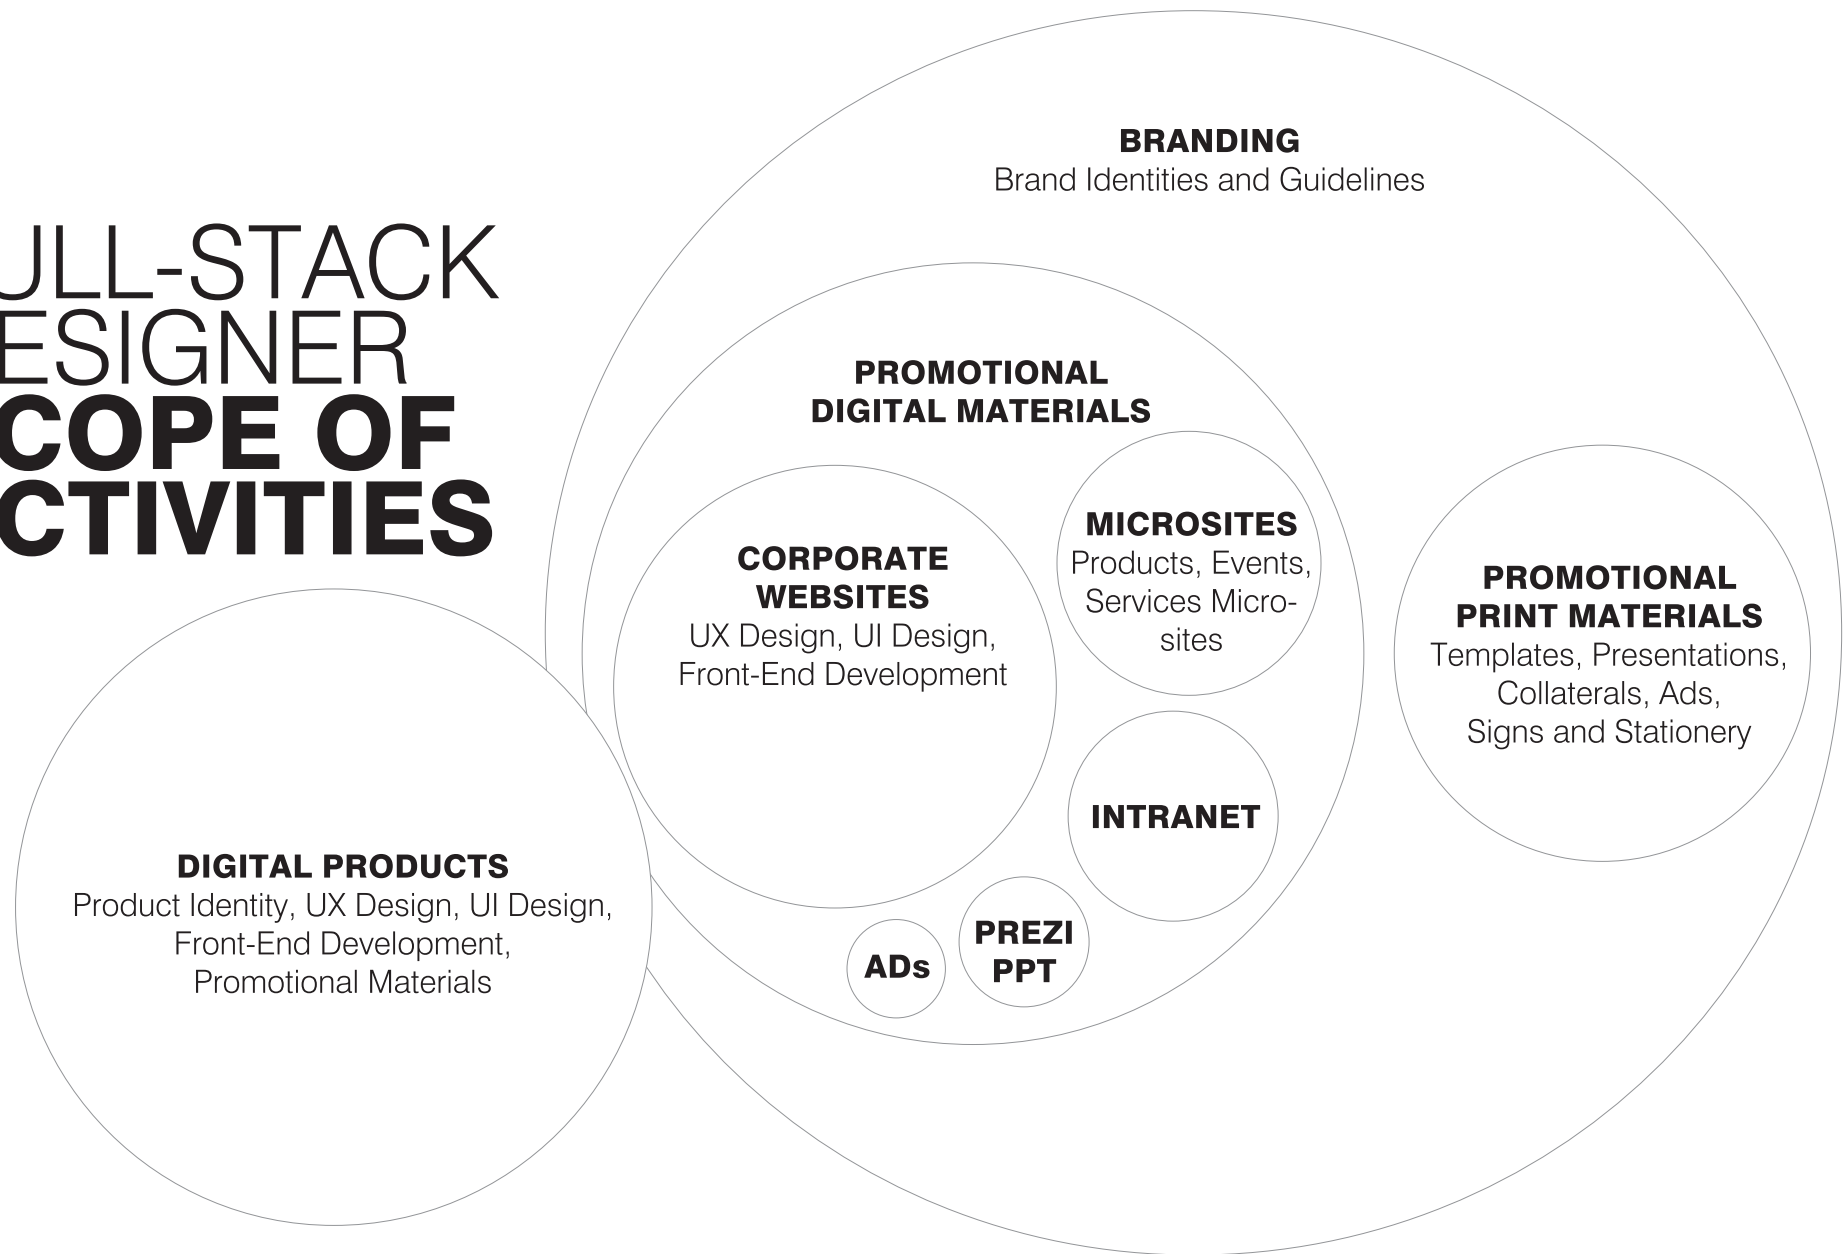 ULL-STACK
ESIGNER
COPE OF
CTIVITIES
BRANDING
Brand Identities and Guidelines
PROMOTIONAL
DIGITAL MATERIALS
CORPORATE
WEBSITES
UX Design, UI Design,
Front-End Development
MICROSITES
Products, Events,
Services Micro-
sites
INTRANET
PREZI
PPT
ADs
PROMOTIONAL
PRINT MATERIALS
Templates, Presentations,
Collaterals, Ads,
Signs and Stationery
DIGITAL PRODUCTS
Product Identity, UX Design, UI Design,
Front-End Development,
Promotional Materials